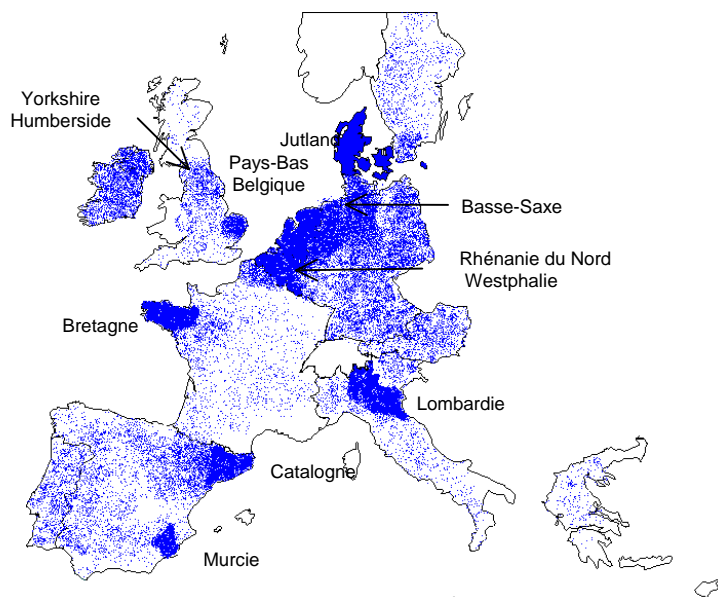 Yorkshire
Humberside
Jutland
Pays-Bas
Belgique
Basse-Saxe
Rhénanie du Nord
Westphalie
Bretagne
Lombardie
Catalogne
Murcie